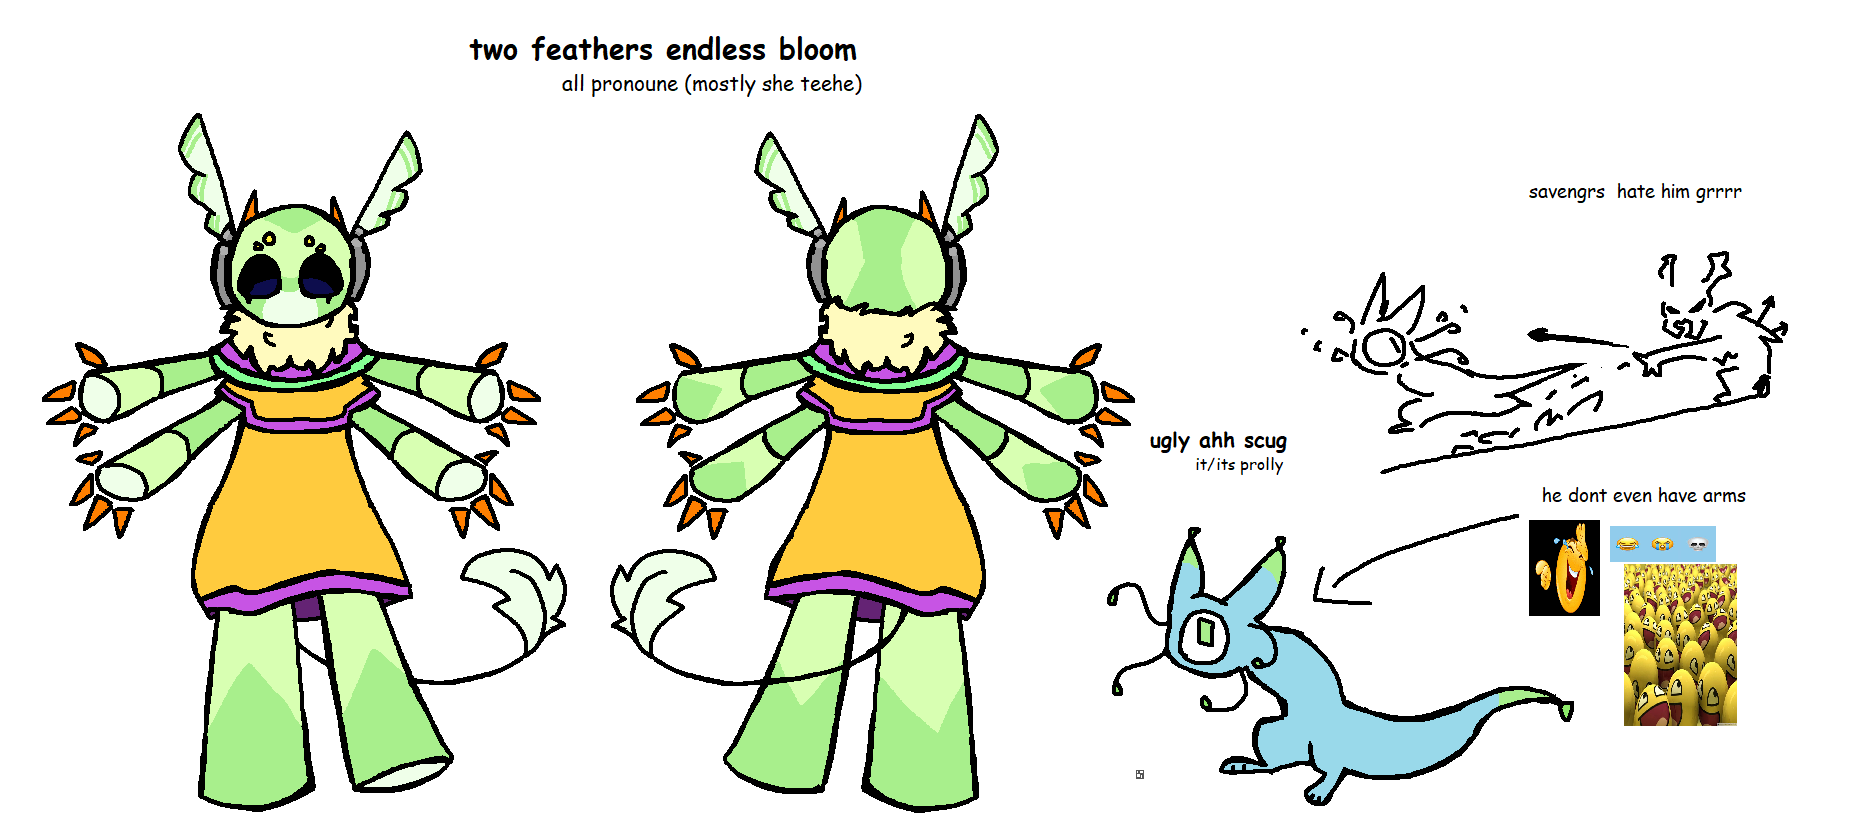 two feathers endless bloom
all pronoune (mostly she teehe)
savengrs  hate him grrrr
ugly ahh scug
it/its prolly
he dont even have arms